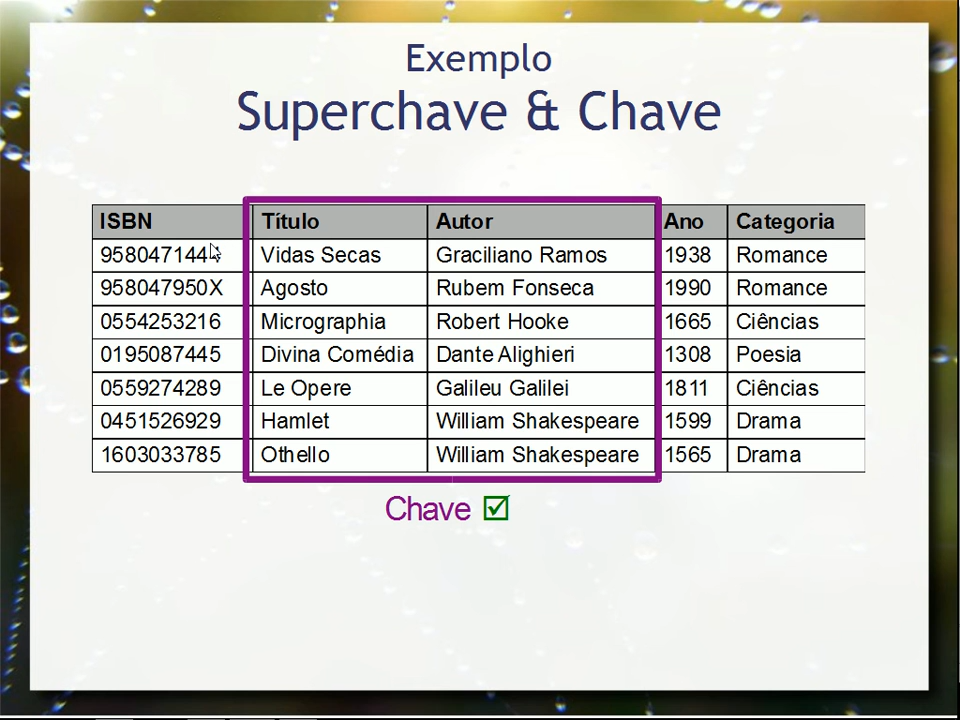 Exemplo
Superchave & Chave
ISBN Título Autor Ano Categoria
Vidas Secas Graciliano Ramos 1938 Romance
958047950X Agosto Rubem Fonseca 1990 Romance
0554253216 Micrographia Robert Hooke 1665 Ciências
0195087445 Divina Comédia Dante Alighieri 1308 Poesia
0559274289 Le Opere Galileu Galilei 1811 Ciências
0451526929 Hamlet William Shakespeare 1599 Drama
1603033785 Othello William Shakespeare 1565 Drama
Chave ☑